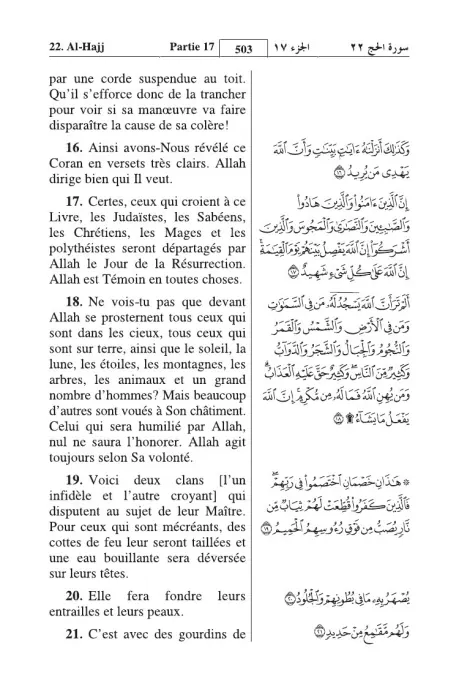 22. Al-Hajj Partie 17 503 الجزء ١٧ سورة الحج ٢٢
par une corde suspendue au toit.
Qu'il s'efforce donc de la trancher
pour voir si sa manœuvre va faire
disparaître la cause de sa colère!
16. Ainsi avons-Nous révélé ce
Coran en versets très clairs. Allah
dirige bien qui Il veut.
17. Certes, ceux qui croient à ce
Livre, les Judaïstes, les Sabéens,
les Chrétiens, les Mages et les
polythéistes seront départagés par
Allah le Jour de la Résurrection.
Allah est Témoin en toutes choses.
18. Ne vois-tu pas que devant
Allah se prosternent tous ceux qui
sont dans les cieux, tous ceux qui
sont sur terre, ainsi que le soleil, la
lune, les étoiles, les montagnes, les
arbres, les animaux et un grand
nombre d'hommes? Mais beaucoup
d'autres sont voués à Son châtiment.
Celui qui sera humilié par Allah,
nul ne saura l'honorer. Allah agit
toujours selon Sa volonté.
19. Voici deux clans [l'un
infidèle et l'autre croyant] qui
disputent au sujet de leur Maître.
Pour ceux qui sont mécréants, des
cottes de feu leur seront taillées et
une eau bouillante sera déversée
sur leurs têtes.
20. Elle fera fondre leurs
entrailles et leurs peaux.
21. C'est avec des gourdins de
وَكَذَٰلِكَ أَنزَلْنَٰهُ ءَايَٰتٍۭ بَيِّنَٰتٍ وَأَنَّ ٱللَّهَ
يَهْدِى مَن يُرِيدُ ١٦
إِنَّ ٱلَّذِينَ ءَامَنُوا۟ وَٱلَّذِينَ هَادُوا۟
وَٱلصَّٰبِـِٔينَ وَٱلنَّصَٰرَىٰ وَٱلْمَجُوسَ وَٱلَّذِينَ
أَشْرَكُوٓا۟ إِنَّ ٱللَّهَ يَفْصِلُ بَيْنَهُمْ يَوْمَ ٱلْقِيَٰمَةِ ۚ
إِنَّ ٱللَّهَ عَلَىٰ كُلِّ شَىْءٍ شَهِيدٌ ١٧
أَلَمْ تَرَ أَنَّ ٱللَّهَ يَسْجُدُ لَهُۥ مَن فِى ٱلسَّمَٰوَٰتِ
وَمَن فِى ٱلْأَرْضِ وَٱلشَّمْسُ وَٱلْقَمَرُ
وَٱلنُّجُومُ وَٱلْجِبَالُ وَٱلشَّجَرُ وَٱلدَّوَآبُّ
وَكَثِيرٌ مِّنَ ٱلنَّاسِ ۖ وَكَثِيرٌ حَقَّ عَلَيْهِ ٱلْعَذَابُ ۗ
وَمَن يُهِنِ ٱللَّهُ فَمَا لَهُۥ مِن مُّكْرِمٍ ۚ إِنَّ ٱللَّهَ
يَفْعَلُ مَا يَشَآءُ ۩ ١٨
۞ هَٰذَانِ خَصْمَانِ ٱخْتَصَمُوا۟ فِى رَبِّهِمْ ۖ
فَٱلَّذِينَ كَفَرُوا۟ قُطِّعَتْ لَهُمْ ثِيَابٌ مِّن
نَّارٍ يُصَبُّ مِن فَوْقِ رُءُوسِهِمُ ٱلْحَمِيمُ ١٩
يُصْهَرُ بِهِۦ مَا فِى بُطُونِهِمْ وَٱلْجُلُودُ ٢٠
وَلَهُم مَّقَٰمِعُ مِنْ حَدِيدٍ ٢١